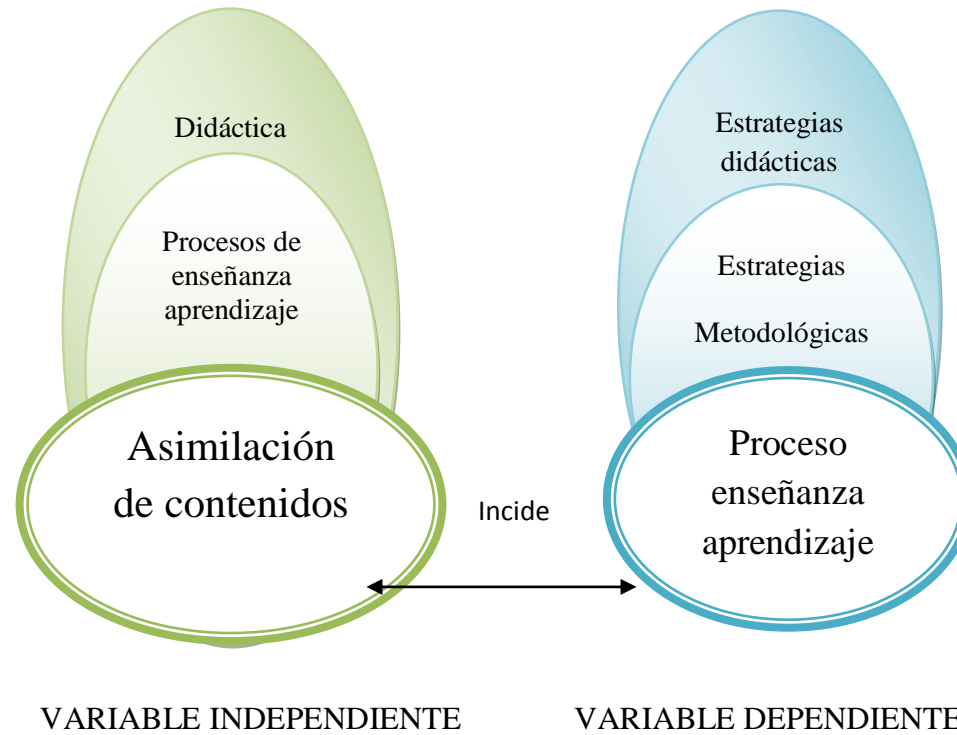 Didáctica
Procesos de
enseñanza
aprendizaje
Asimilación
de contenidos
Incide
Estrategias
didácticas
Estrategias
Metodológicas
Proceso
enseñanza
aprendizaje
VARIABLE INDEPENDIENTE
VARIABLE DEPENDIENTE